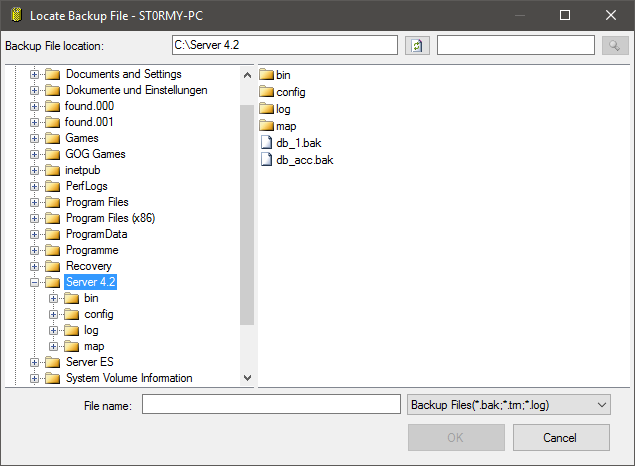 Locate Backup File - ST0RMY-PC
Backup File location:
C:\Server 4.2
Documents and Settings
Dokumente und Einstellungen
found.000
found.001
Games
GOG Games
inetpub
PerfLogs
Program Files
Program Files (x86)
ProgramData
Programme
Recovery
Server 4.2
bin
config
log
map
Server ES
System Volume Information
bin
config
log
map
db_1.bak
db_acc.bak
File name:
Backup Files(*.bak;*.trn;*.log)
OK
Cancel